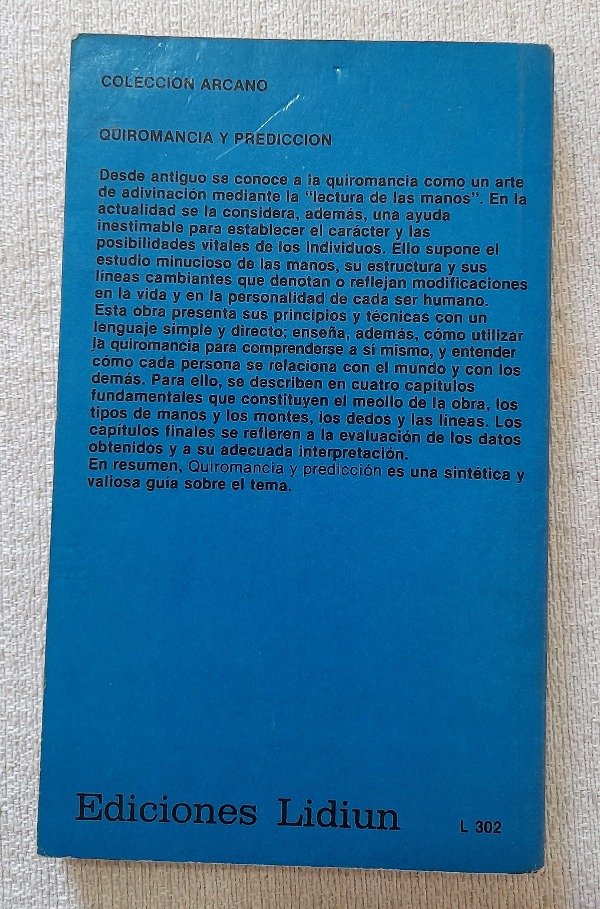 COLECCION ARCANO
QUIROMANCIA Y PREDICCION
Desde antiguo se conoce a la quiromancia como un arte
de adivinación mediante la "lectura de las manos". En la
actualidad se la considera, además, una ayuda
inestimable para establecer el carácter y las
posibilidades vitales de los individuos. Ello supone el
estudio minucioso de las manos, su estructura y sus
líneas cambiantes que denotan o reflejan modificaciones
en la vida y en la personalidad de cada ser humano.
Esta obra presenta sus principios y técnicas con un
lenguaje simple y directo; enseña, además, cómo utilizar
la quiromancia para comprenderse a sí mismo, y entender
cómo cada persona se relaciona con el mundo y con los
demás. Para ello, se describen en cuatro capítulos
fundamentales que constituyen el meollo de la obra, los
tipos de manos y los montes, los dedos y las líneas. Los
capítulos finales se refieren a la evaluación de los datos
obtenidos y a su adecuada interpretación.
En resumen, Quiromancia y predicción es una sintética y
valiosa guía sobre el tema.
Ediciones Lidiun
L 302